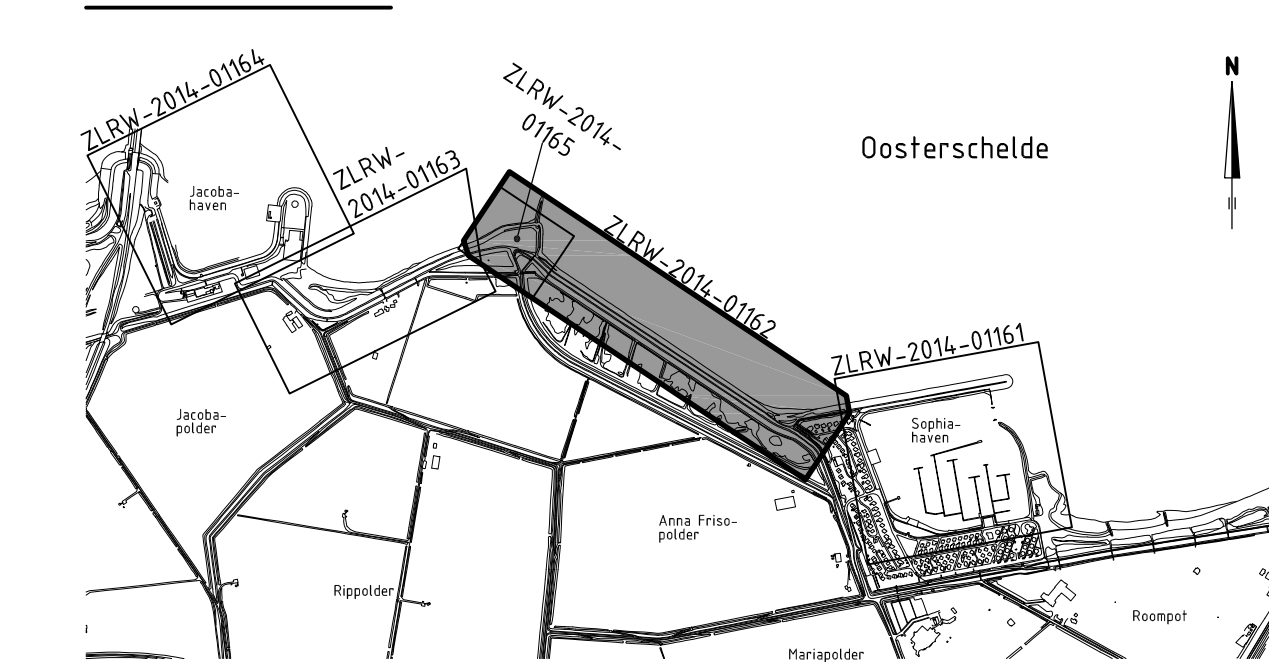 ZLRW-2014-01164
ZLRW-2014-
01165
N
Oosterschelde
ZLRW-
2014-01163
Jacoba-
haven
ZLRW-2014-01162
ZLRW-2014-01161
Jacoba-
polder
Sophia-
haven
Anna Friso-
polder
Rippolder
Roompot
Mariapolder